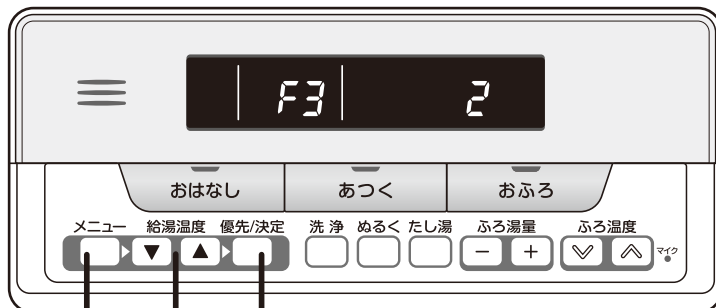 F3 2
おはなし あつく おふろ
メニュー 給湯温度 優先/決定 洗浄 ぬるく たし湯 ふろ湯量 ふろ温度
▼ ▲ − + マイク